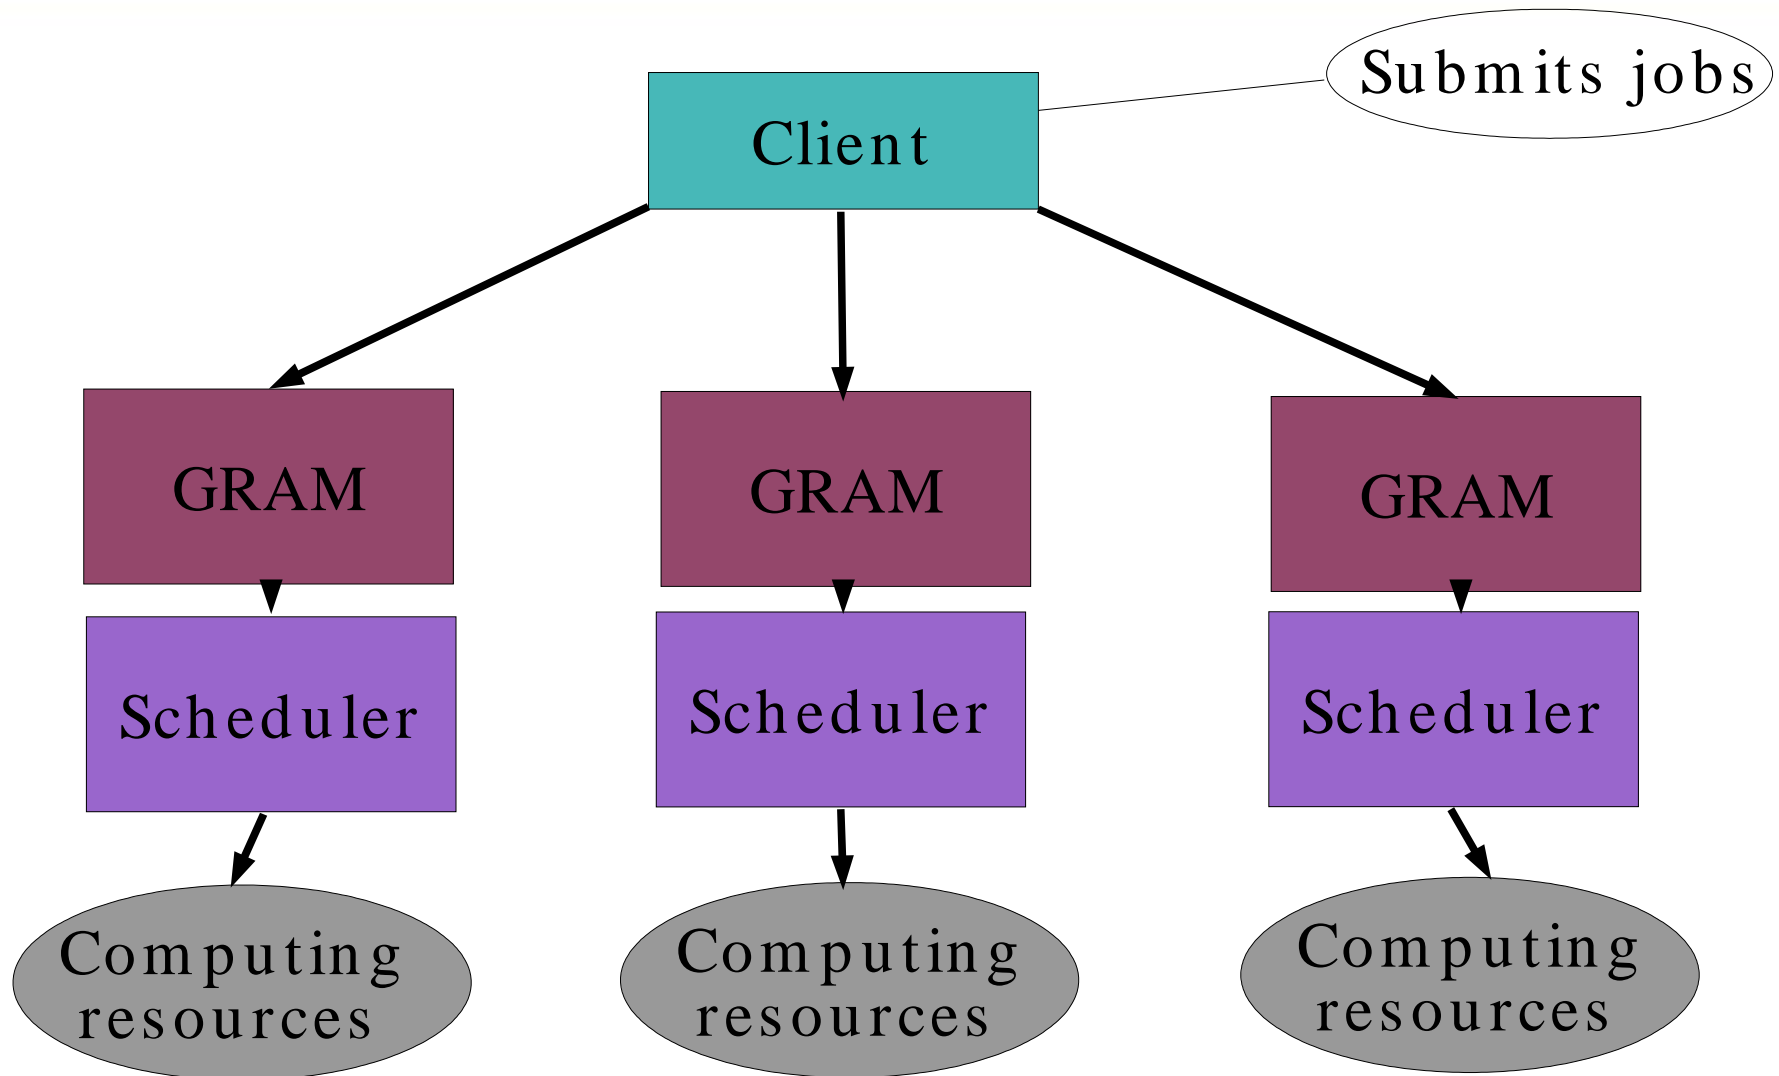 Submits jobs
Client
GRAM
GRAM
GRAM
Scheduler
Scheduler
Scheduler
Computing
resources
Computing
resources
Computing
resources